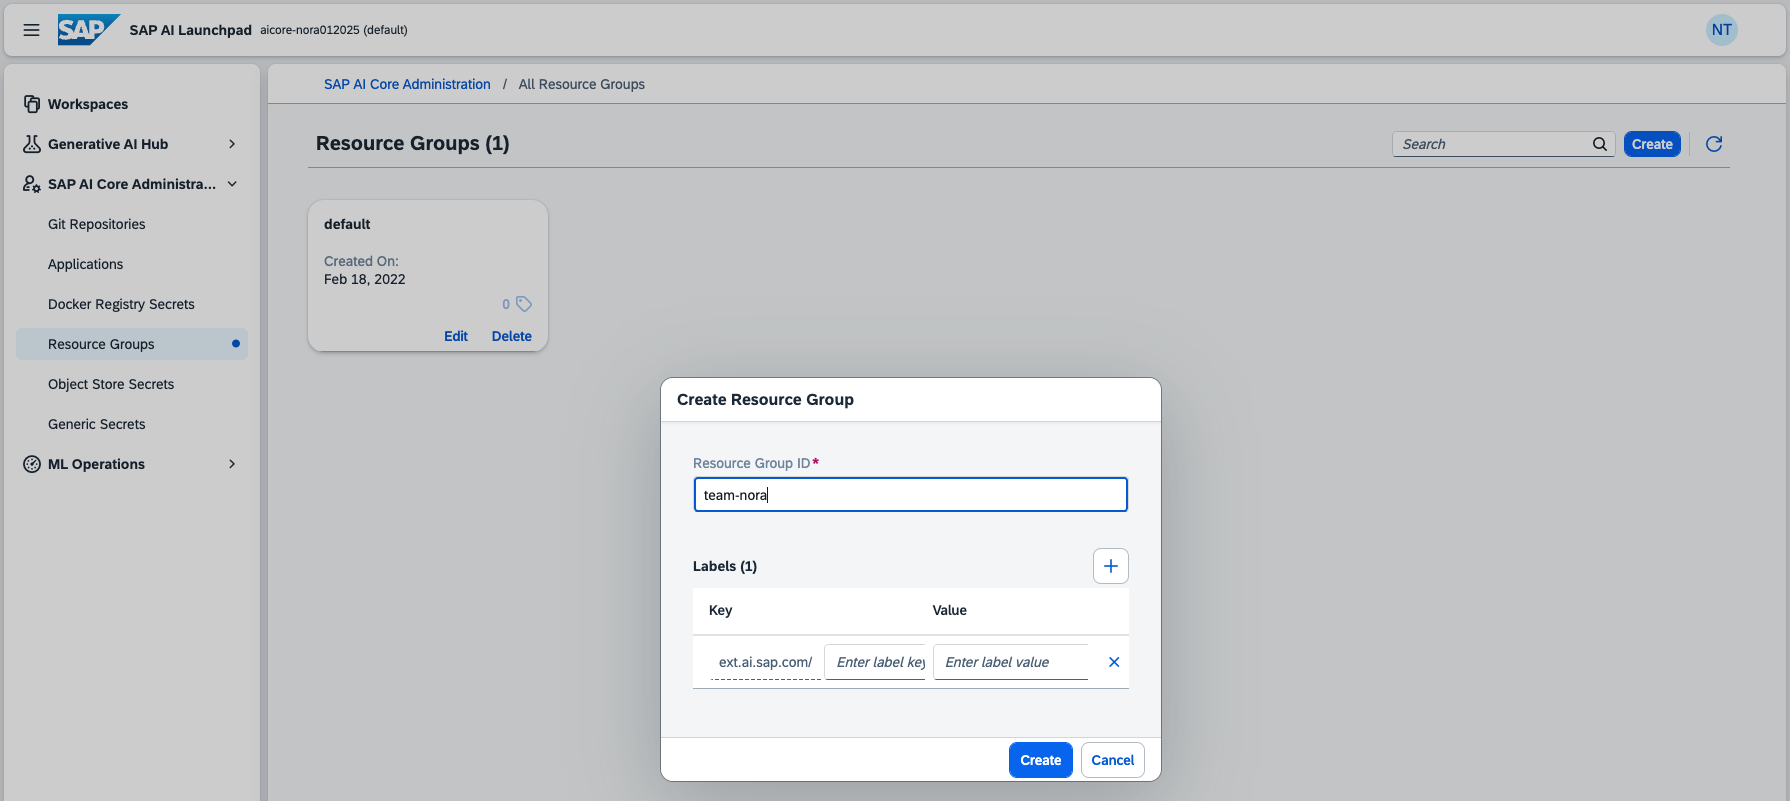 SAP SAP AI Launchpad aicore-nora012025 (default) NT
Workspaces
Generative AI Hub
SAP AI Core Administra...
Git Repositories
Applications
Docker Registry Secrets
Resource Groups
Object Store Secrets
Generic Secrets
ML Operations
SAP AI Core Administration / All Resource Groups
Resource Groups (1) Search Create
default
Created On:
Feb 18, 2022
0
Edit Delete
Create Resource Group
Resource Group ID*
team-nora
Labels (1)
Key Value
ext.ai.sap.com/ Enter label key Enter label value
Create Cancel